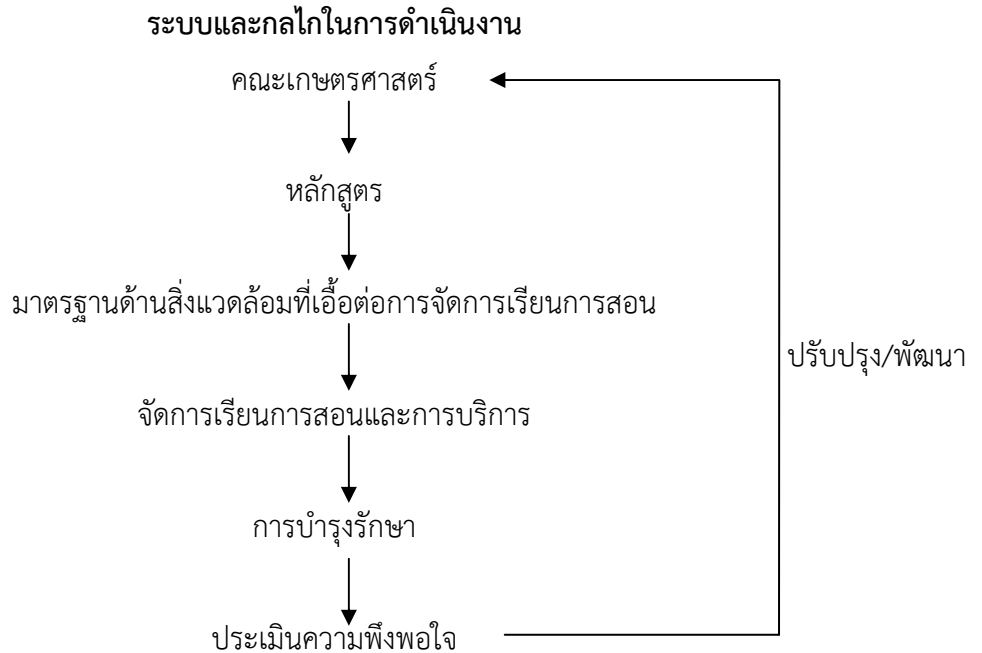 ระบบและกลไกในการดำเนินงาน
คณะเกษตรศาสตร์
หลักสูตร
มาตรฐานด้านสิ่งแวดล้อมที่เอื้อต่อการจัดการเรียนการสอน
ปรับปรุง/พัฒนา
จัดการเรียนการสอนและการบริการ
การบำรุงรักษา
ประเมินความพึงพอใจ